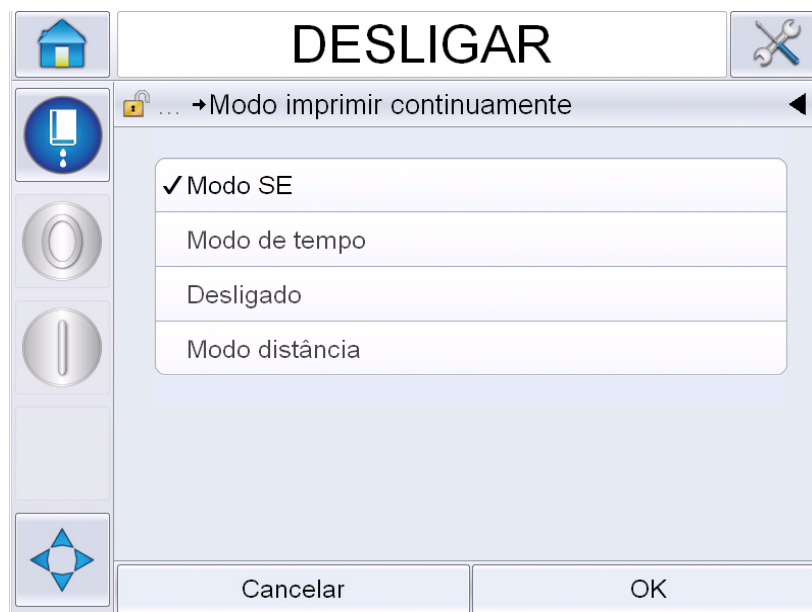 DESLIGAR
... →Modo imprimir continuamente
✓Modo SE
Modo de tempo
Desligado
Modo distância
Cancelar
OK